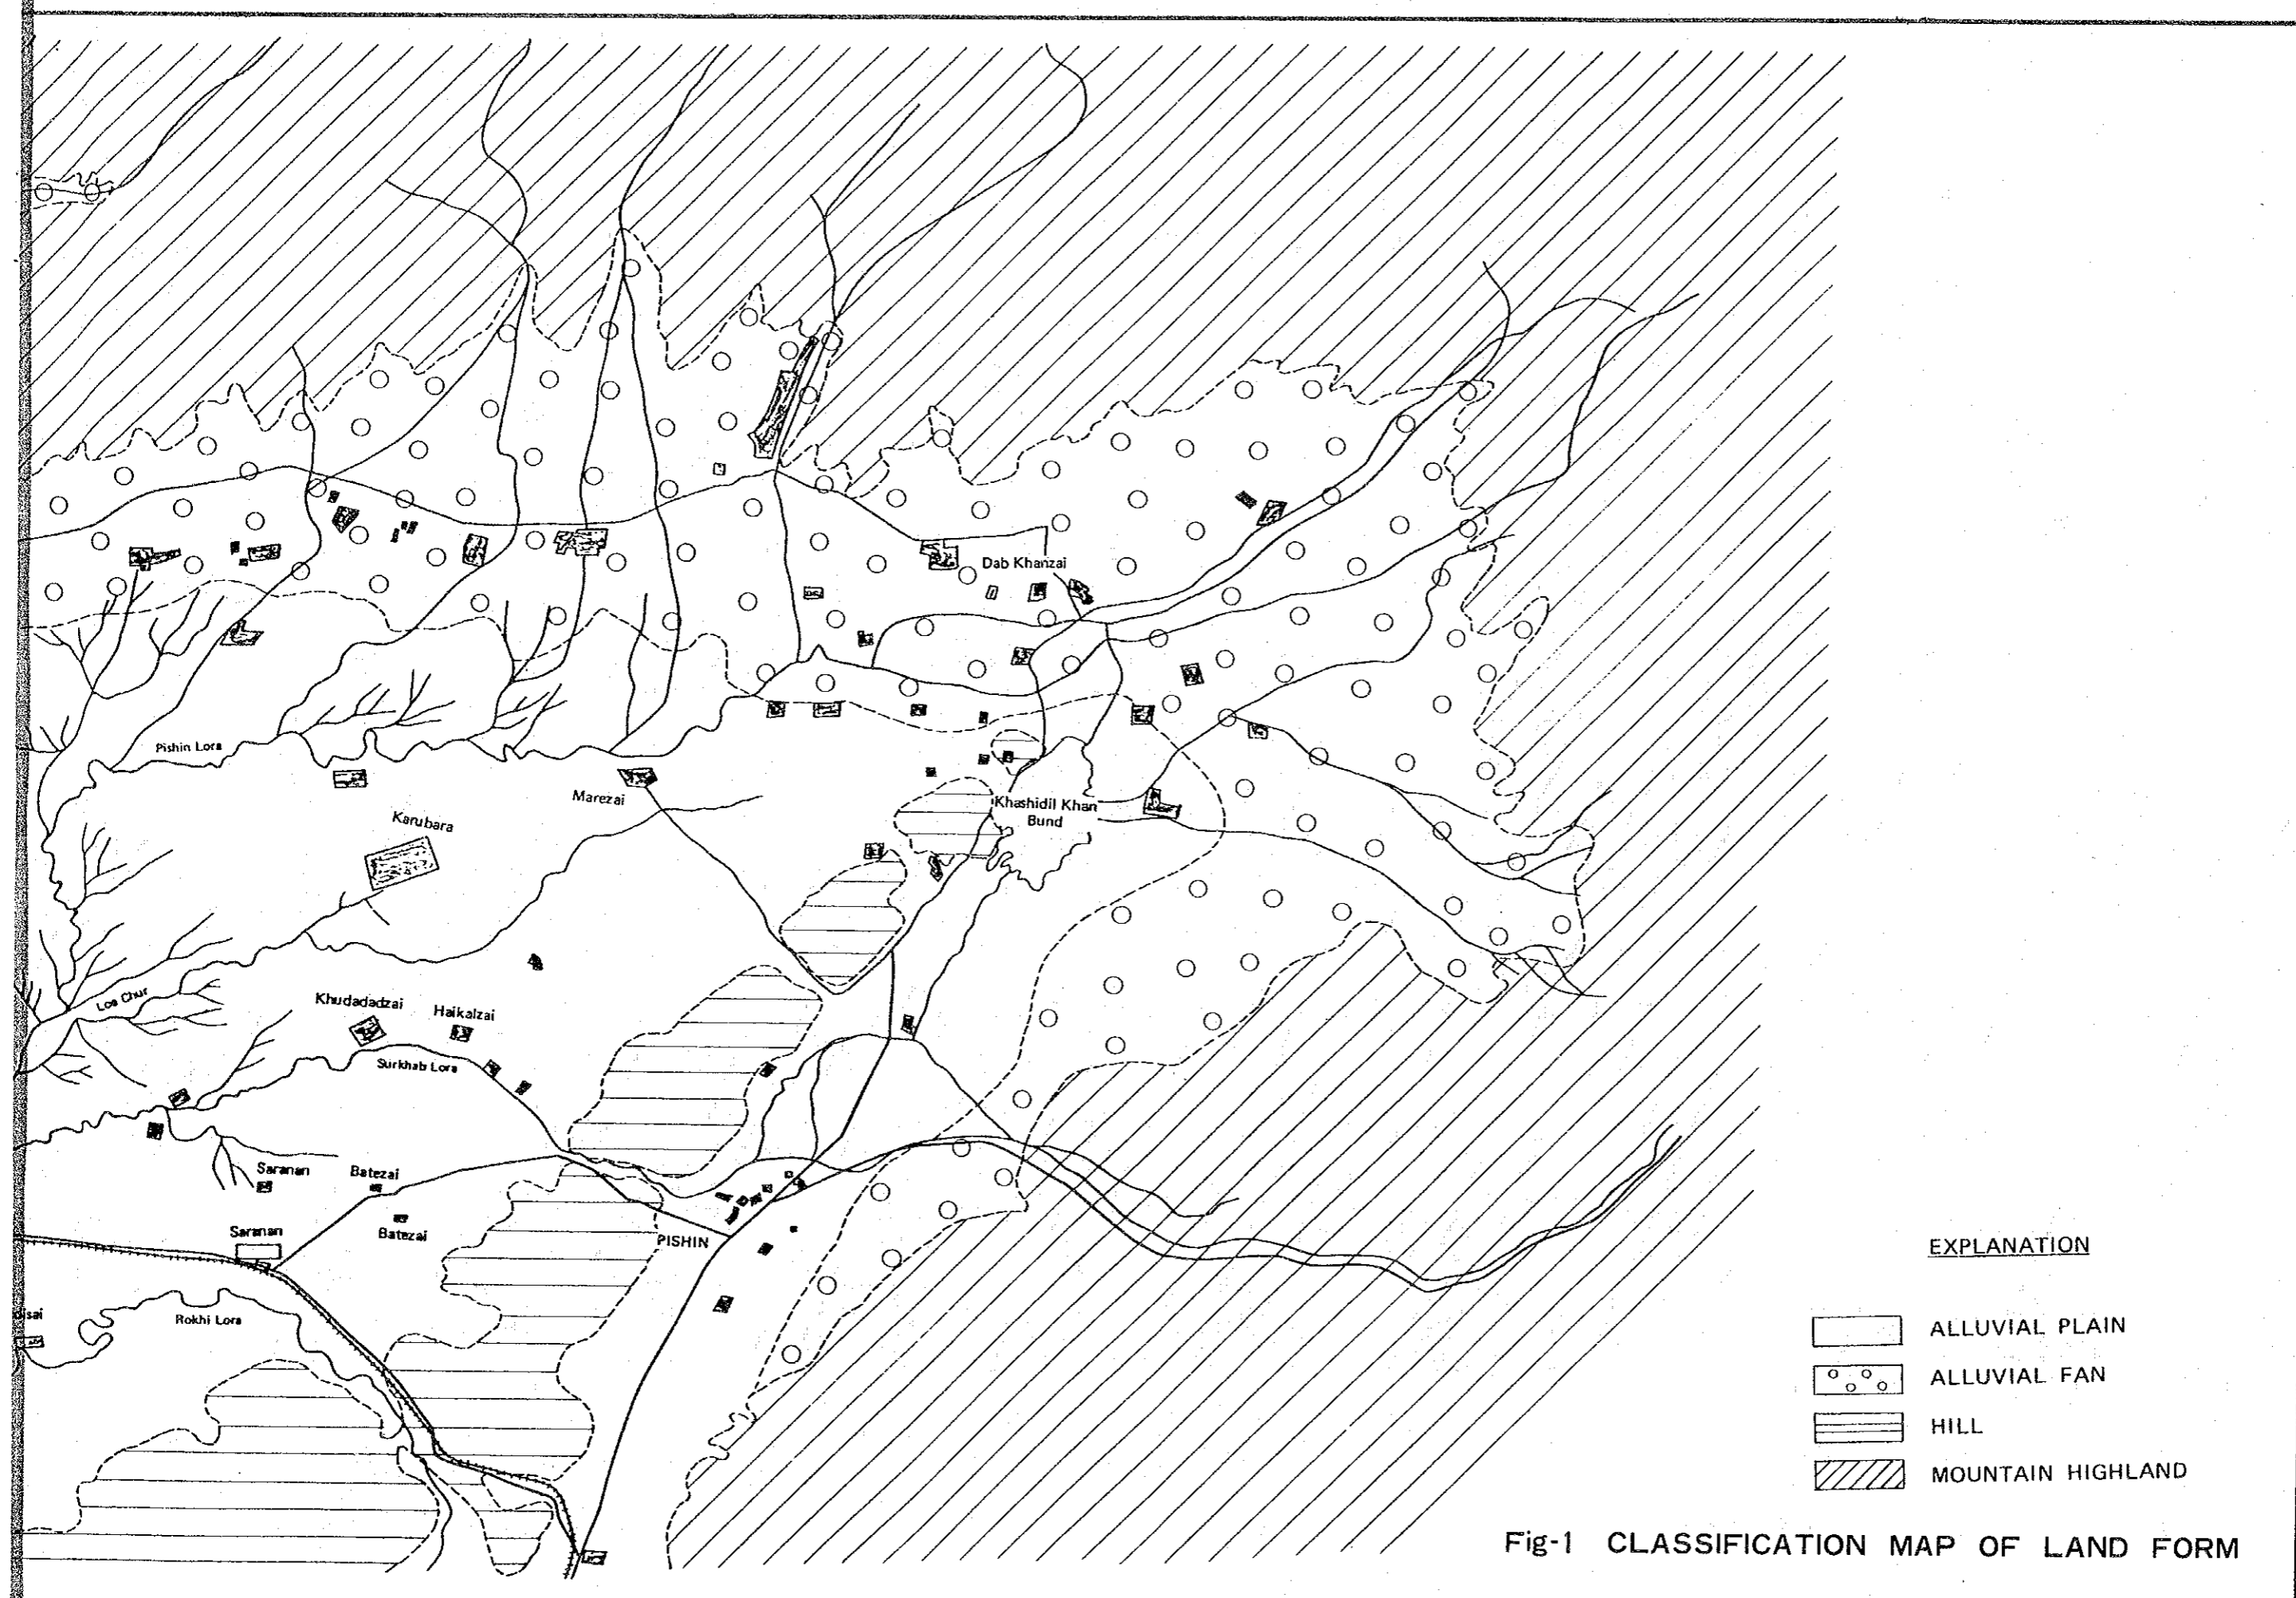 Dab Khanzai
Pishin Lora
Marezai
Khashidil Khan
Bund
Karubara
Loa Chur
Khudadadzai
Haikalzai
Surkhab Lora
Saranan
Batezai
Saranan
Batezai
PISHIN
Rokhi Lora
EXPLANATION
ALLUVIAL PLAIN
ALLUVIAL FAN
HILL
MOUNTAIN HIGHLAND
Fig-1 CLASSIFICATION MAP OF LAND FORM